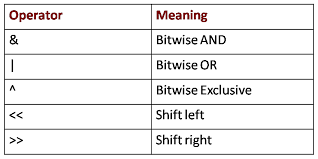 Operator Meaning
& Bitwise AND
| Bitwise OR
^ Bitwise Exclusive
<< Shift left
>> Shift right